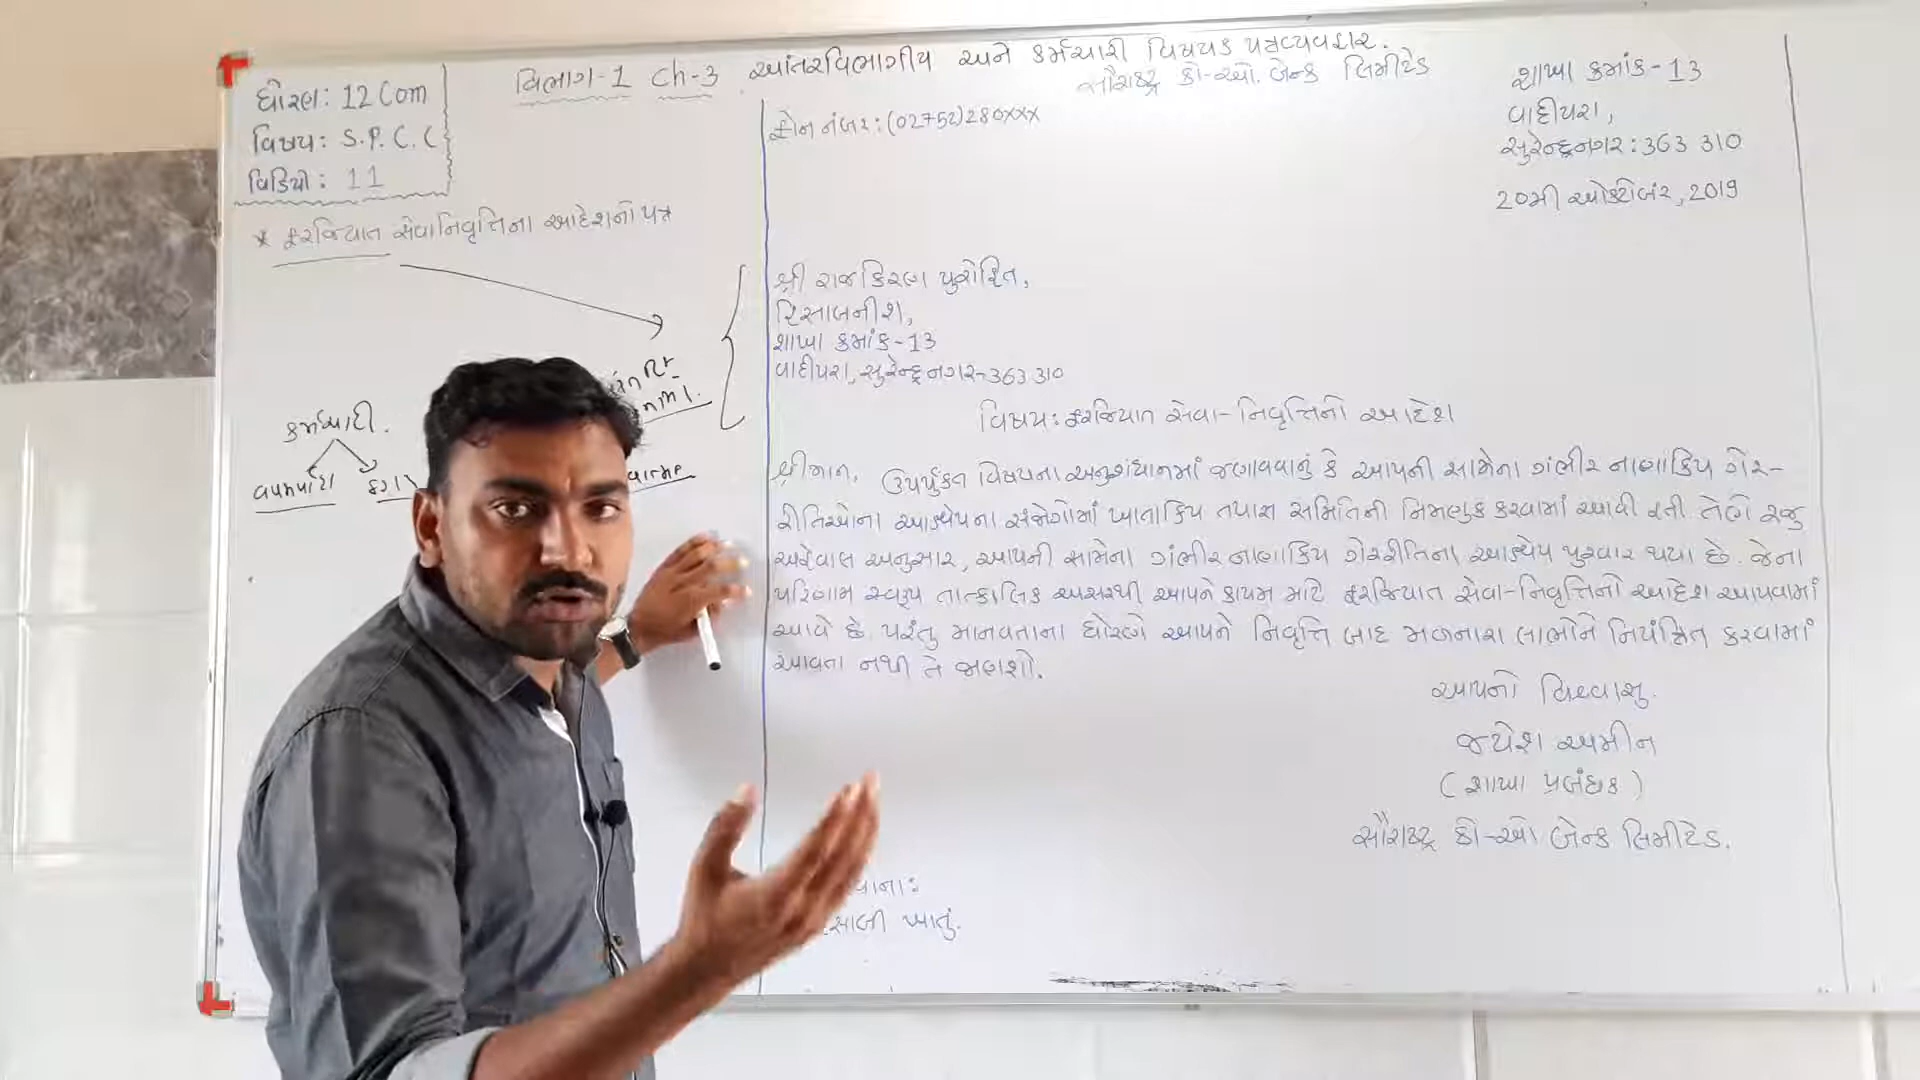 વિભાગ-1 Ch-3 આંતરવિભાગીય અને કર્મચારી વિષયક પત્રવ્યવહાર.
ધોરણ: 12 Com
વિષય: S.P.C.C
વિડિયો: 11
* ફરજિયાત સેવાનિવૃત્તિના આદેશનો પત્ર
કર્મચારી.
વફાદારી
સૌરાષ્ટ્ર કો-ઓ. બેન્ક લિમીટેડ
ફોન નંબર: (02752)280xxx
શાખા ક્રમાંક-13
વાદીપરા,
સુરેન્દ્રનગર: 363 310
20મી ઓક્ટોબર, 2019
શ્રી રાજકિરણ પુરોહિત,
હિસાબનીશ,
શાખા ક્રમાંક-13
વાદીપરા, સુરેન્દ્રનગર-363 310
વિષય: ફરજિયાત સેવા-નિવૃત્તિનો આદેશ
શ્રીમાન, ઉપર્યુક્ત વિષયના અનુસંધાનમાં જણાવવાનું કે આપની સામેના ગંભીર નાણાકિય ગેર-
રીતિઓના આક્ષેપના સંજોગોમાં ખાતાકિય તપાસ સમિતિની નિમણુક કરવામાં આવી હતી. તેણે રજુ
અહેવાલ અનુસાર, આપની સામેના ગંભીર નાણાકિય ગેરરીતિના આક્ષેપ પુરવાર થયા છે. જેના
પરિણામ સ્વરૂપ તાત્કાલિક અસરથી આપને કાયમ માટે ફરજિયાત સેવા-નિવૃત્તિનો આદેશ આપવામાં
આવે છે. પરંતુ માનવતાના ધોરણે આપને નિવૃત્તિ બાદ મળનારા લાભોને નિયંત્રિત કરવામાં
આવતા નથી તે જાણશો.
આપનો વિશ્વાસુ.
જયેશ અમીન
(શાખા પ્રબંધક)
સૌરાષ્ટ્ર કો-ઓ બેન્ક લિમીટેડ.
વાના:
સાબી ખાતું.